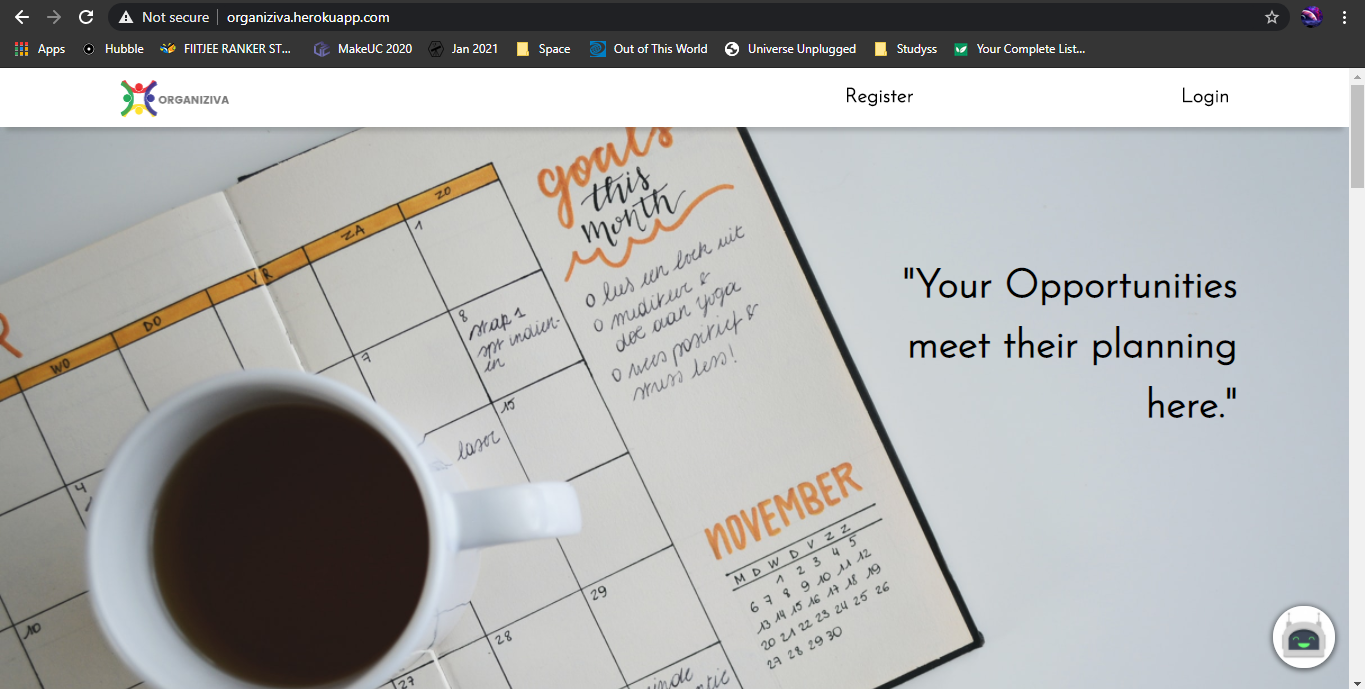 Not secure
organiziva.herokuapp.com
Apps
Hubble
FIITJEE RANKER ST...
MakeUC 2020
Jan 2021
Space
Out of This World
Universe Unplugged
Studyss
Your Complete List...
ORGANIZIVA
Register
Login
goals
this
month
o lees een boek uit
o mediteer &
doe aan yoga
o wees positief &
stress less!
WO
DO
VR
ZA
ZO
1
7
8
stap 1
15
laser
4
10
27
28
29
"Your Opportunities
meet their planning
here."
NOVEMBER
M D W D V Z Z
1 2 3 4 5
6 7 8 9 10 11 12
13 14 15 16 17 18 19
20 21 22 23 24 25 26
27 28 29 30